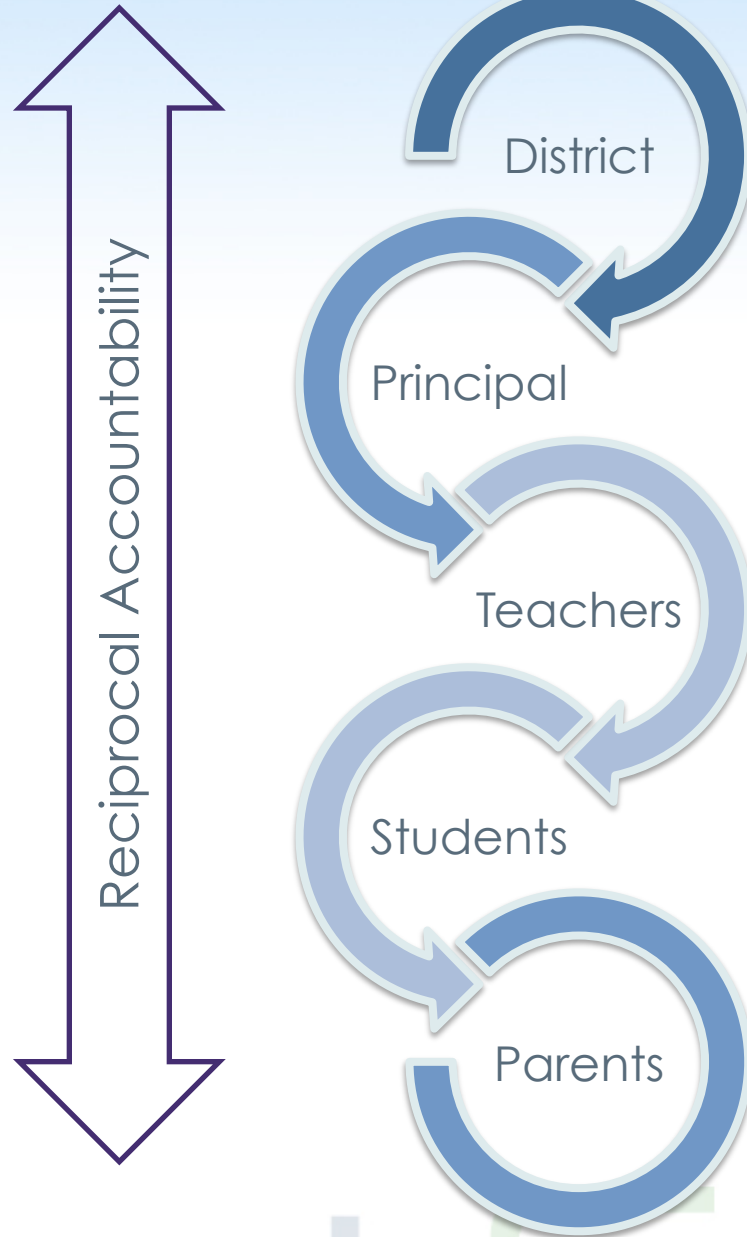 Reciprocal Accountability
District
Principal
Teachers
Students
Parents